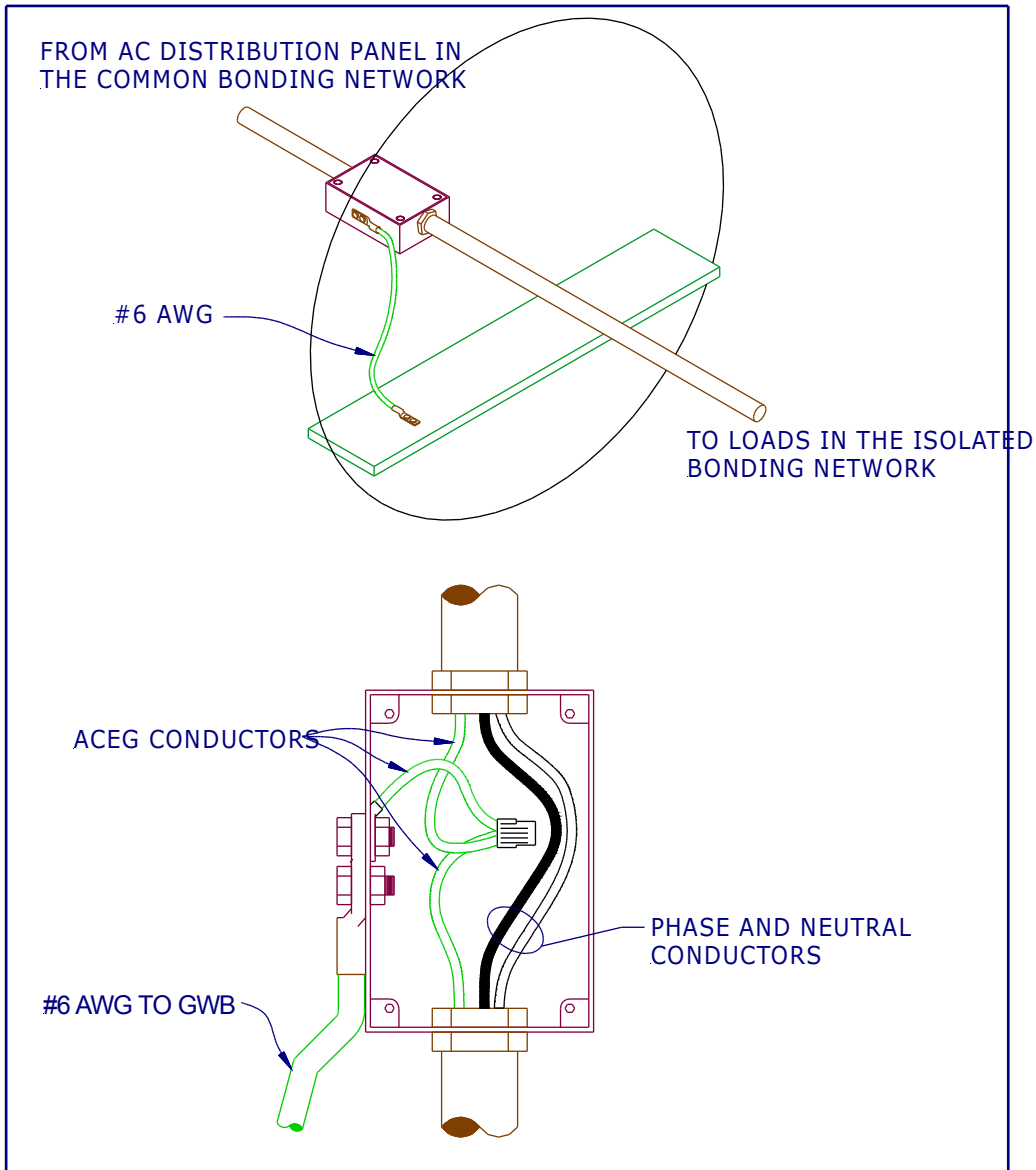 FROM AC DISTRIBUTION PANEL IN
THE COMMON BONDING NETWORK
#6 AWG
TO LOADS IN THE ISOLATED
BONDING NETWORK
ACEG CONDUCTORS
PHASE AND NEUTRAL
CONDUCTORS
#6 AWG TO GWB